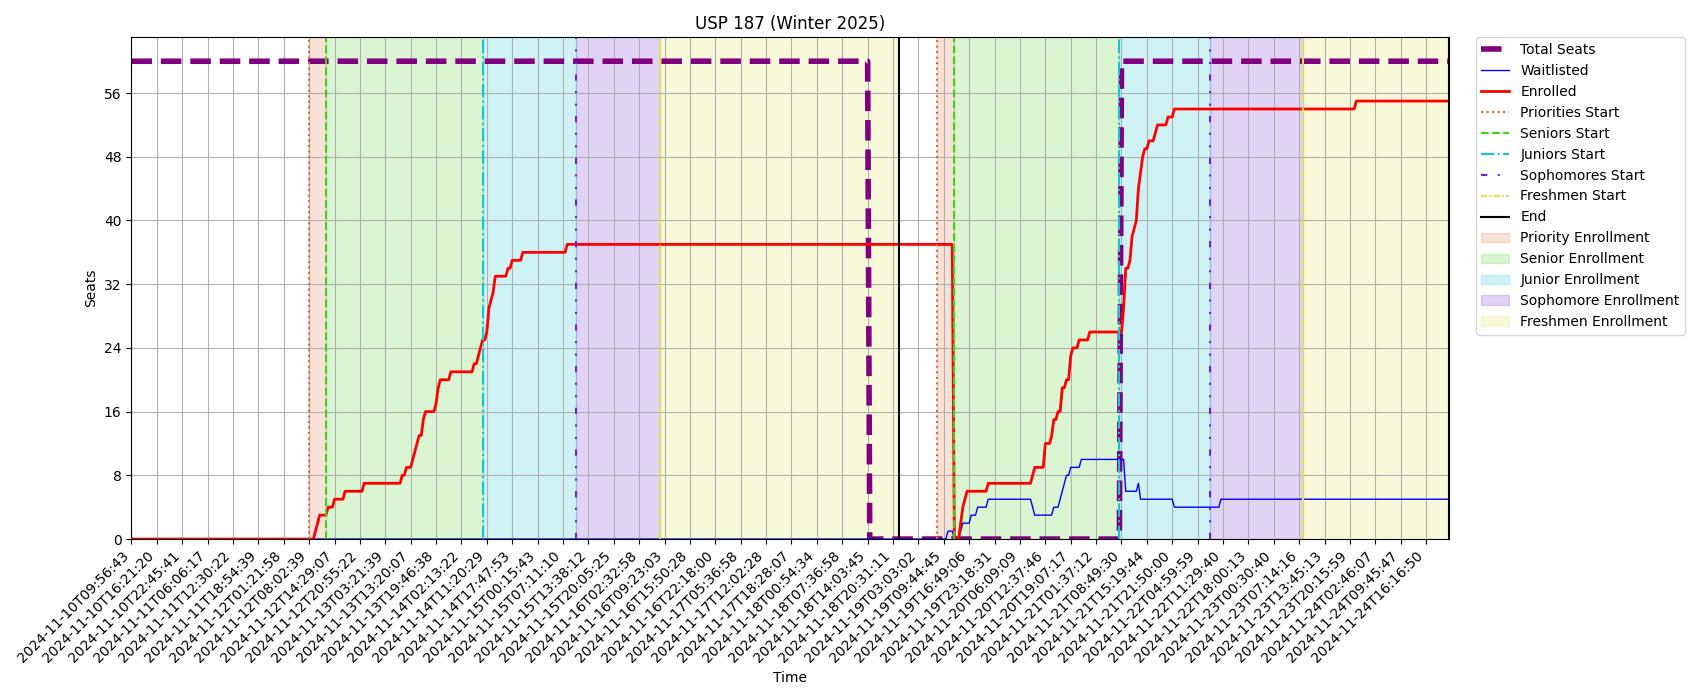 USP 187 (Winter 2025)
Seats
56
48
40
32
24
16
8
0
2024-11-10T09:56:43
2024-11-10T16:21:20
2024-11-10T22:45:41
2024-11-11T06:06:17
2024-11-11T12:30:22
2024-11-11T18:54:39
2024-11-12T01:21:58
2024-11-12T08:02:39
2024-11-12T14:29:07
2024-11-12T20:55:22
2024-11-13T03:21:39
2024-11-13T13:20:07
2024-11-13T19:46:38
2024-11-14T02:13:22
2024-11-14T11:20:29
2024-11-14T17:47:53
2024-11-15T00:15:43
2024-11-15T07:11:10
2024-11-15T13:38:12
2024-11-15T20:05:25
2024-11-16T02:32:58
2024-11-16T09:23:03
2024-11-16T15:50:28
2024-11-16T22:18:00
2024-11-17T05:36:58
2024-11-17T12:02:28
2024-11-17T18:28:07
2024-11-18T00:54:34
2024-11-18T07:36:58
2024-11-18T14:03:45
2024-11-18T20:31:11
2024-11-19T03:03:02
2024-11-19T09:44:45
2024-11-19T16:49:06
2024-11-19T23:18:31
2024-11-20T06:09:09
2024-11-20T12:37:46
2024-11-20T19:07:17
2024-11-21T01:37:12
2024-11-21T08:49:30
2024-11-21T15:19:44
2024-11-21T21:50:00
2024-11-22T04:59:59
2024-11-22T11:29:40
2024-11-22T18:00:13
2024-11-23T00:30:40
2024-11-23T07:14:16
2024-11-23T13:45:13
2024-11-23T20:15:59
2024-11-24T02:46:07
2024-11-24T09:45:47
2024-11-24T16:16:50
Time
Total Seats
Waitlisted
Enrolled
Priorities Start
Seniors Start
Juniors Start
Sophomores Start
Freshmen Start
End
Priority Enrollment
Senior Enrollment
Junior Enrollment
Sophomore Enrollment
Freshmen Enrollment